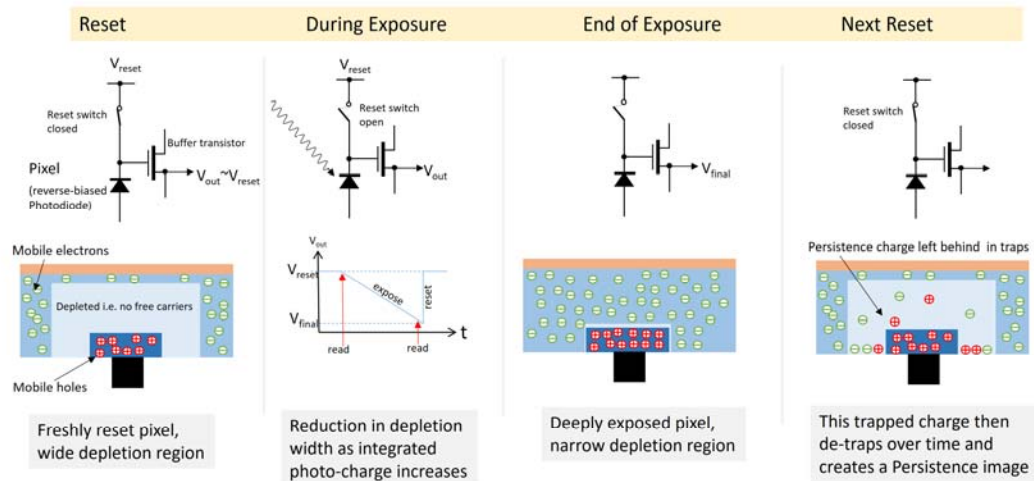 Reset
During Exposure
End of Exposure
Next Reset
Vreset
Reset switch
closed
Buffer transistor
Pixel
(reverse-biased
Photodiode)
Vout~Vreset
Mobile electrons
Depleted i.e. no free carriers
Mobile holes
Freshly reset pixel,
wide depletion region
Vreset
Reset switch
open
Vout
Vout
Vreset
expose
reset
Vfinal
t
read
read
Reduction in depletion
width as integrated
photo-charge increases
Vfinal
Deeply exposed pixel,
narrow depletion region
Reset switch
closed
Persistence charge left behind in traps
This trapped charge then
de-traps over time and
creates a Persistence image